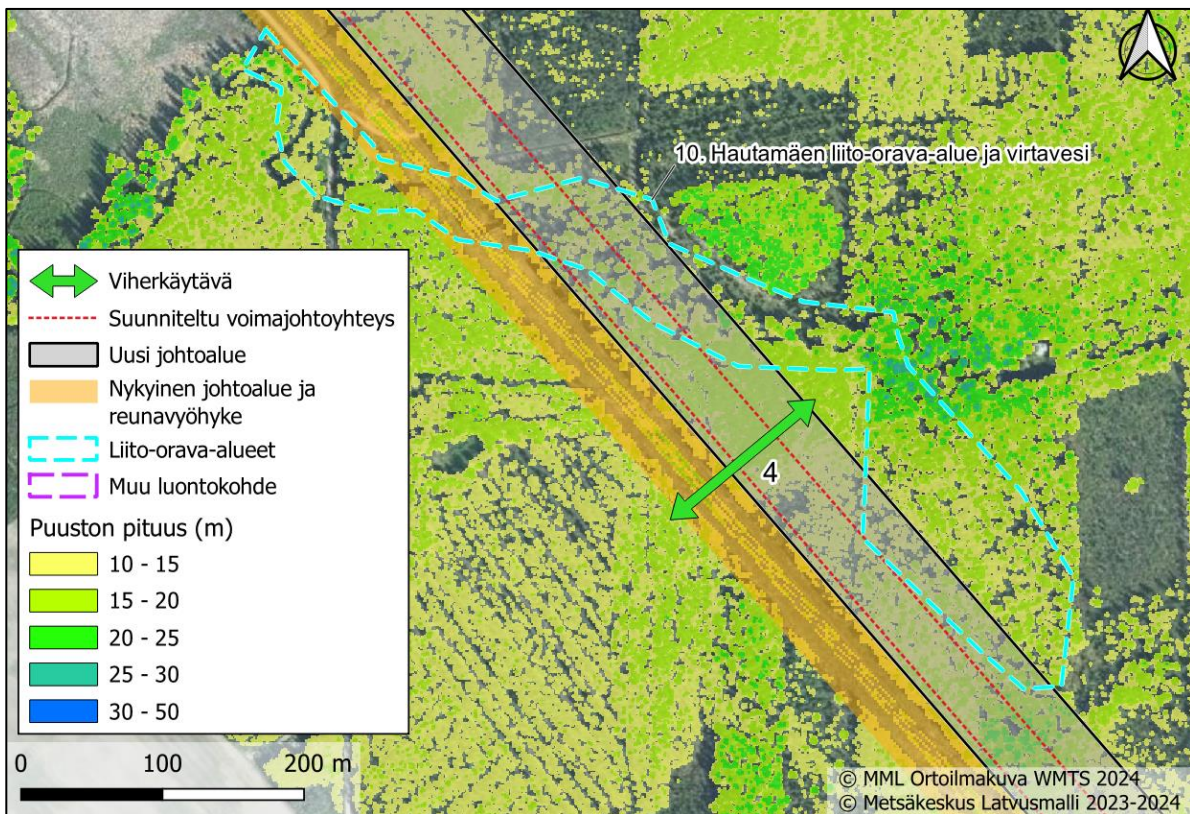 10. Hautamäen liito-orava-alue ja virtavesi
4
Viherkäytävä
Suunniteltu voimajohtoyhteys
Uusi johtoalue
Nykyinen johtoalue ja
reunavyöhyke
Liito-orava-alueet
Muu luontokohde
Puuston pituus (m)
10 - 15
15 - 20
20 - 25
25 - 30
30 - 50
0 100 200 m
© MML Ortoilmakuva WMTS 2024
© Metsäkeskus Latvusmalli 2023-2024